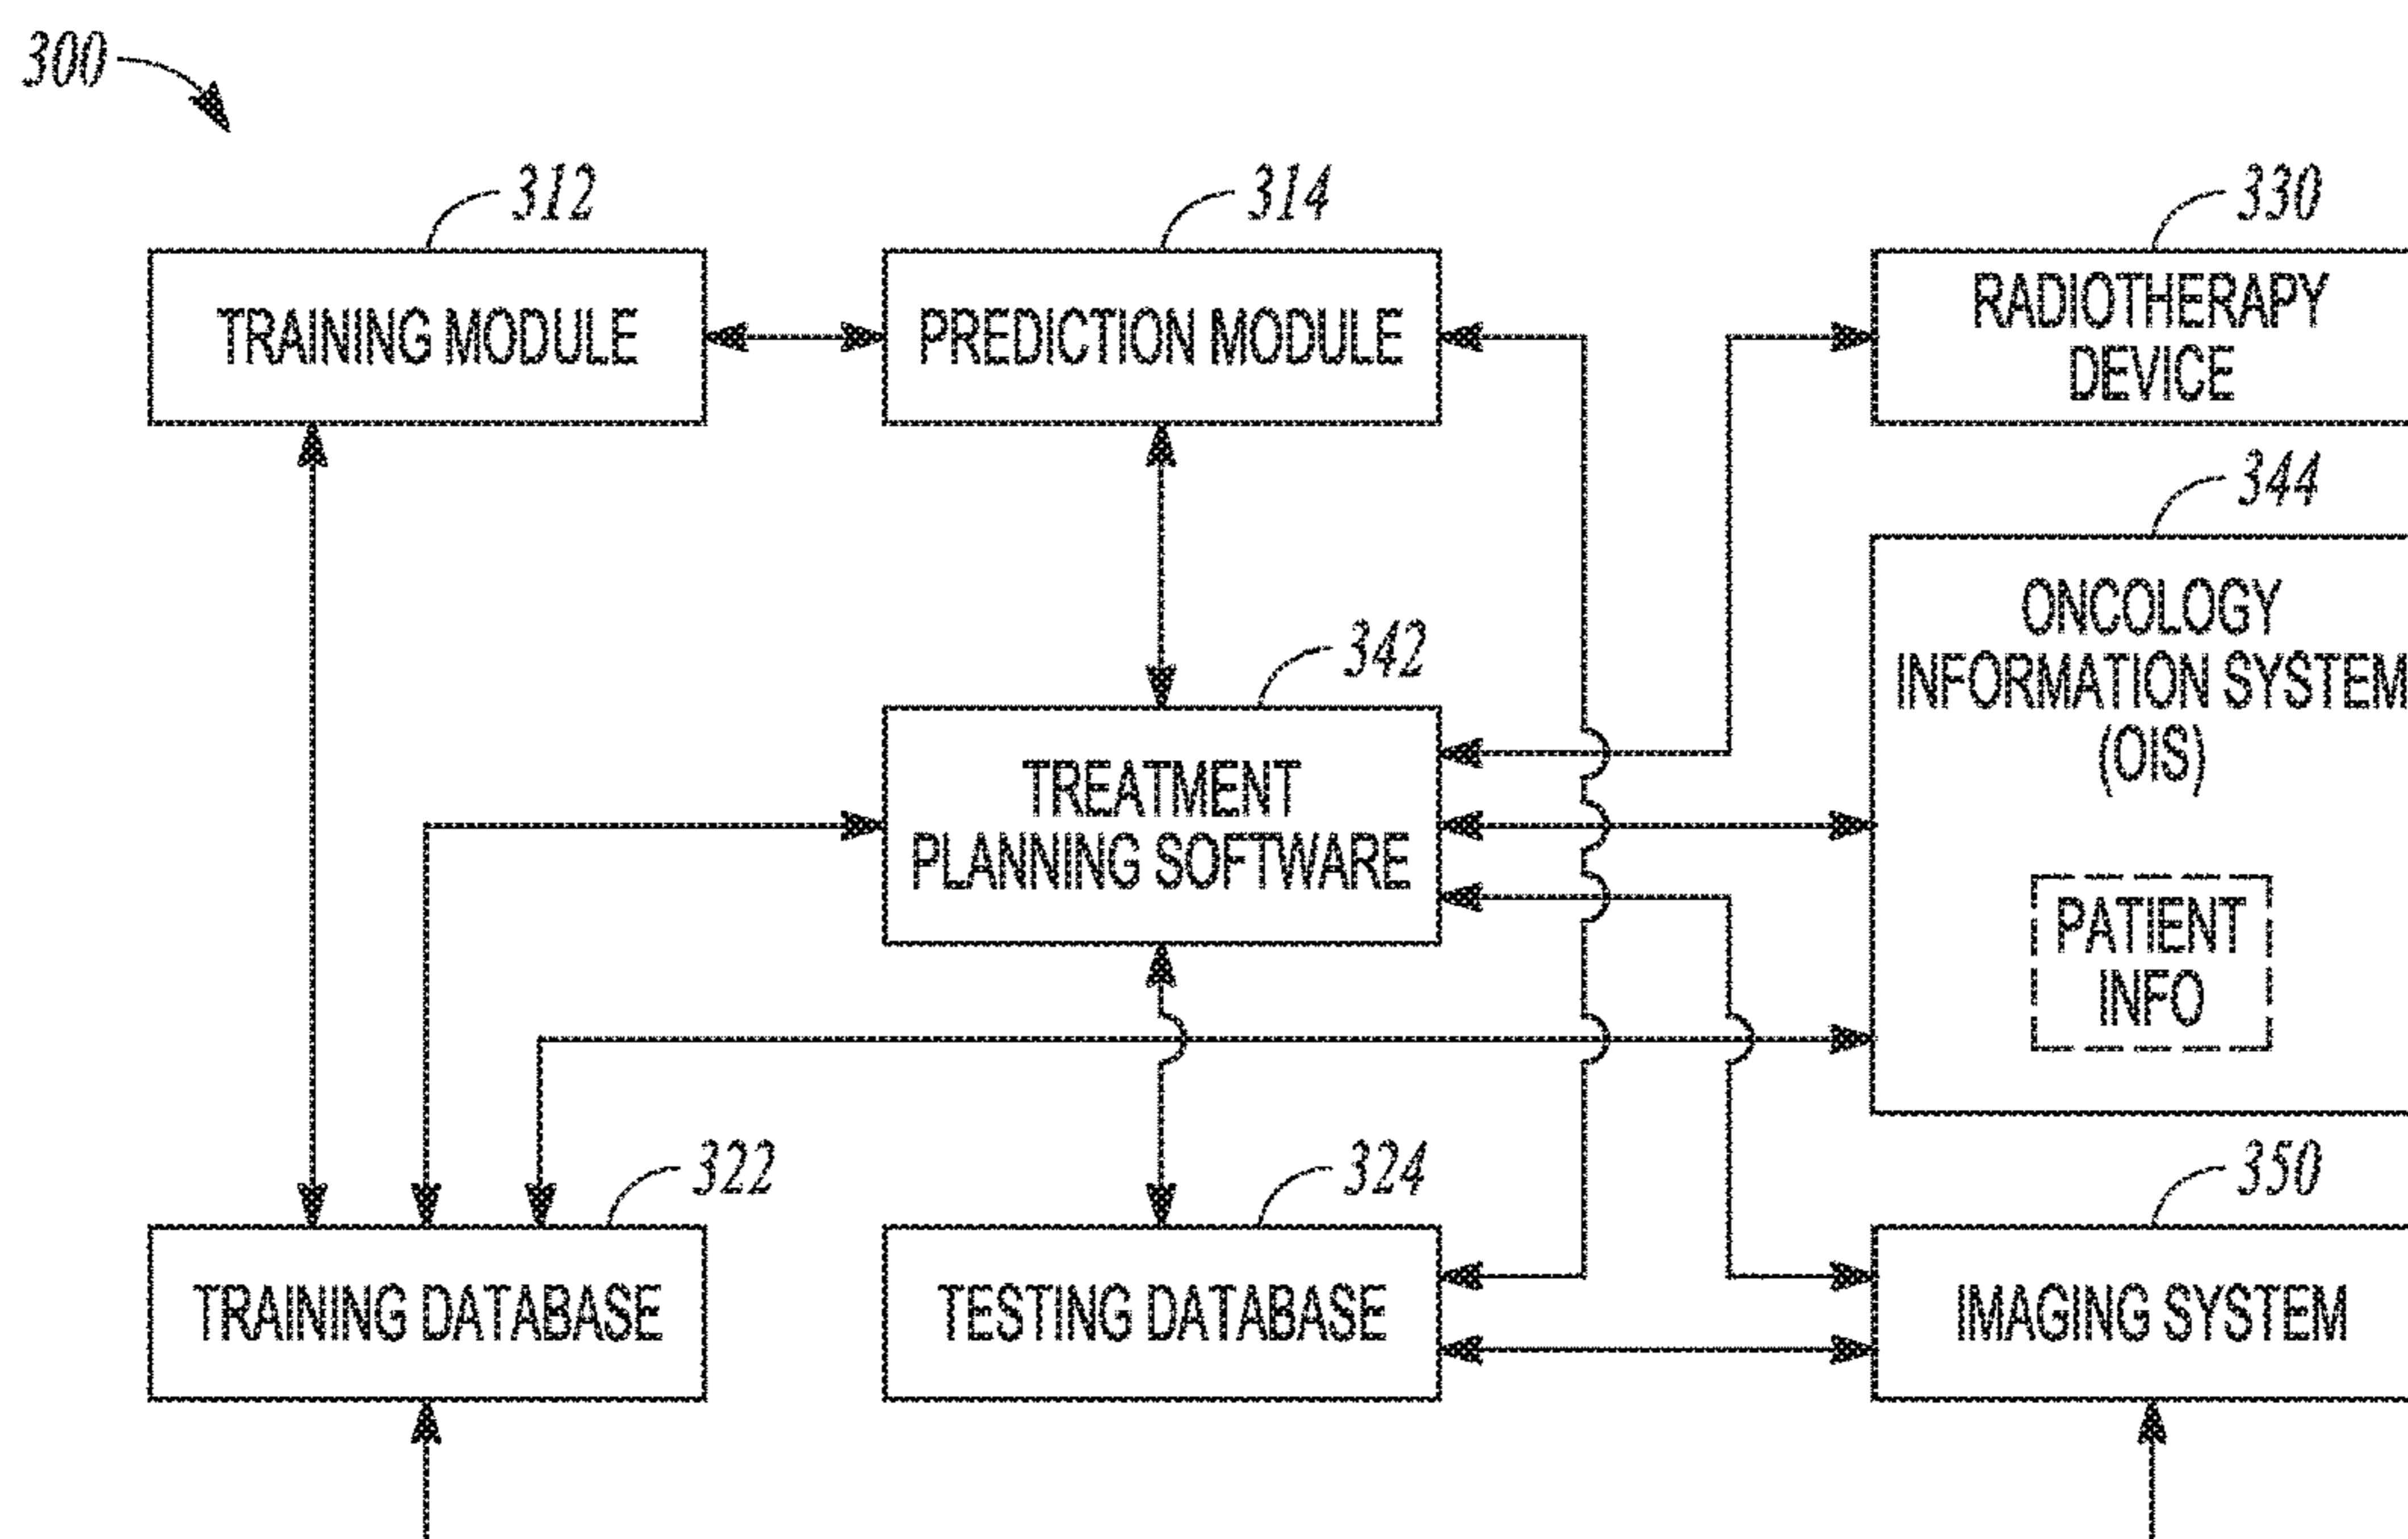 300
312
314
330
TRAINING MODULE
PREDICTION MODULE
RADIOTHERAPY
DEVICE
344
ONCOLOGY
INFORMATION SYSTEM
(OIS)
PATIENT
INFO
342
TREATMENT
PLANNING SOFTWARE
322
324
350
TRAINING DATABASE
TESTING DATABASE
IMAGING SYSTEM